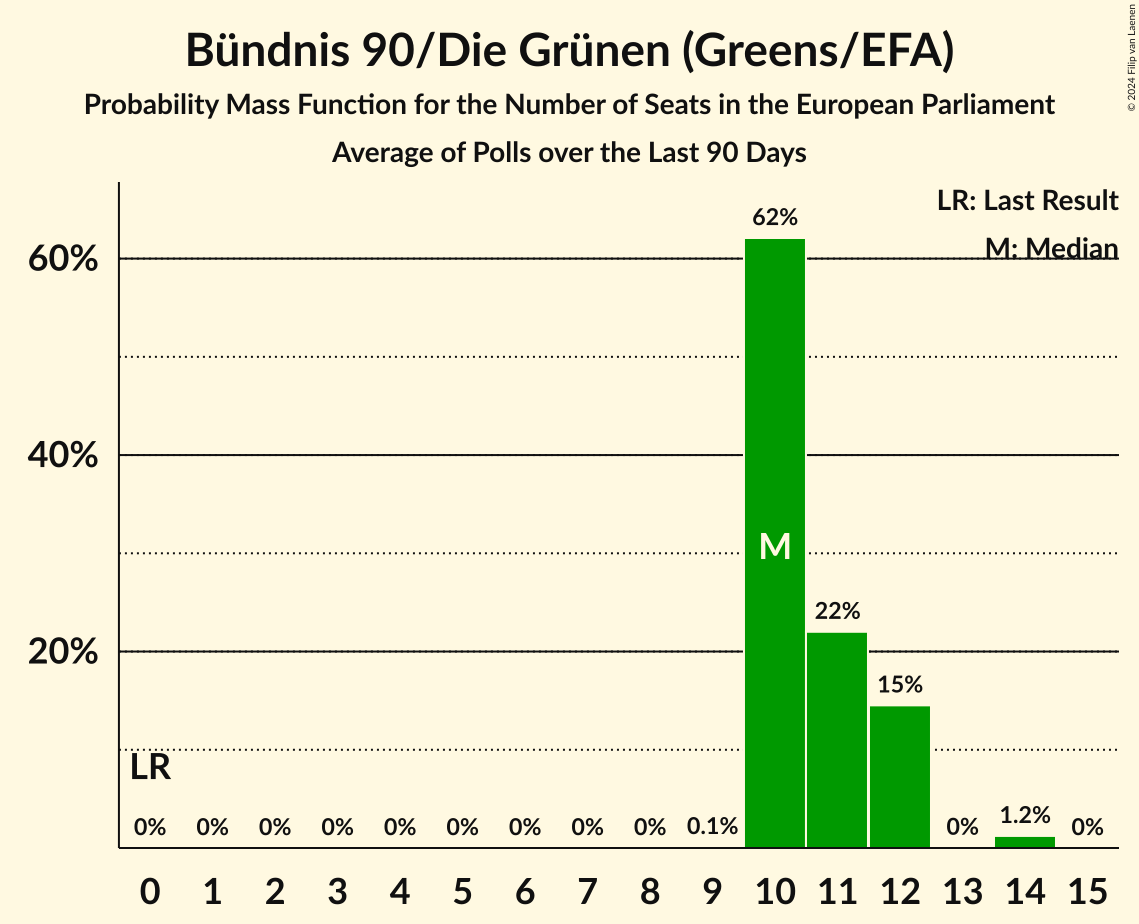 Bündnis 90/Die Grünen (Greens/EFA)
Probability Mass Function for the Number of Seats in the European Parliament
Average of Polls over the Last 90 Days
© 2024 Filip van Laenen
LR: Last Result
M: Median
62%
60%
40%
M
22%
20%
15%
LR
0% 0% 0% 0% 0% 0% 0% 0% 0% 0.1% 0% 1.2% 0%
0 1 2 3 4 5 6 7 8 9 10 11 12 13 14 15